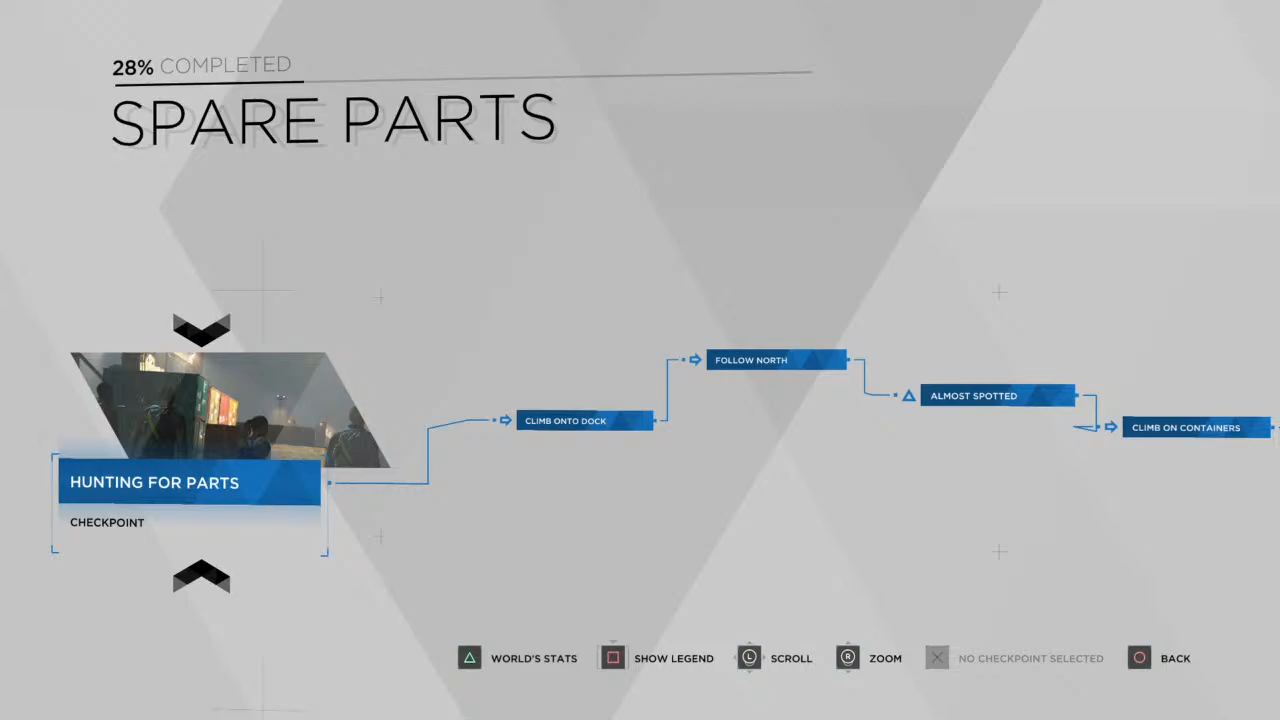 28% COMPLETED
SPARE PARTS
FOLLOW NORTH
ALMOST SPOTTED
CLIMB ONTO DOCK
CLIMB ON CONTAINERS
HUNTING FOR PARTS
CHECKPOINT
WORLD'S STATS SHOW LEGEND L SCROLL R ZOOM NO CHECKPOINT SELECTED BACK